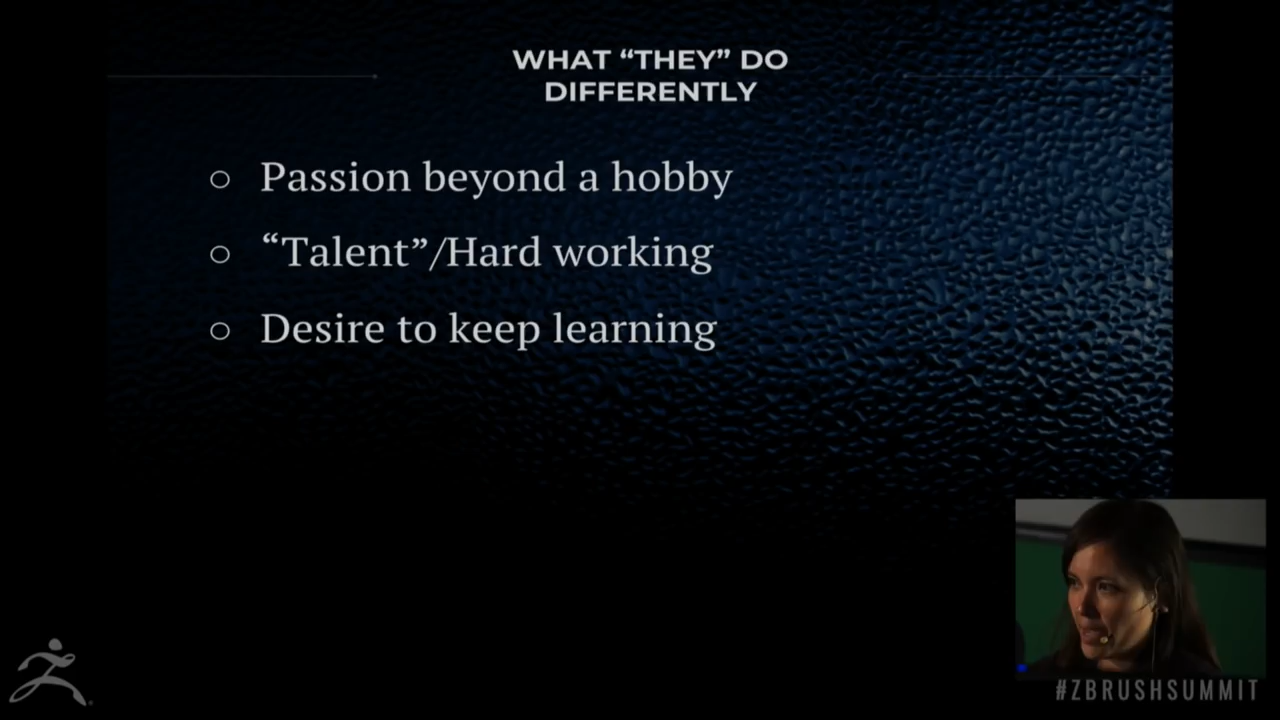 WHAT “THEY” DO
DIFFERENTLY
○ Passion beyond a hobby
○ “Talent”/Hard working
○ Desire to keep learning
#ZBRUSHSUMMIT